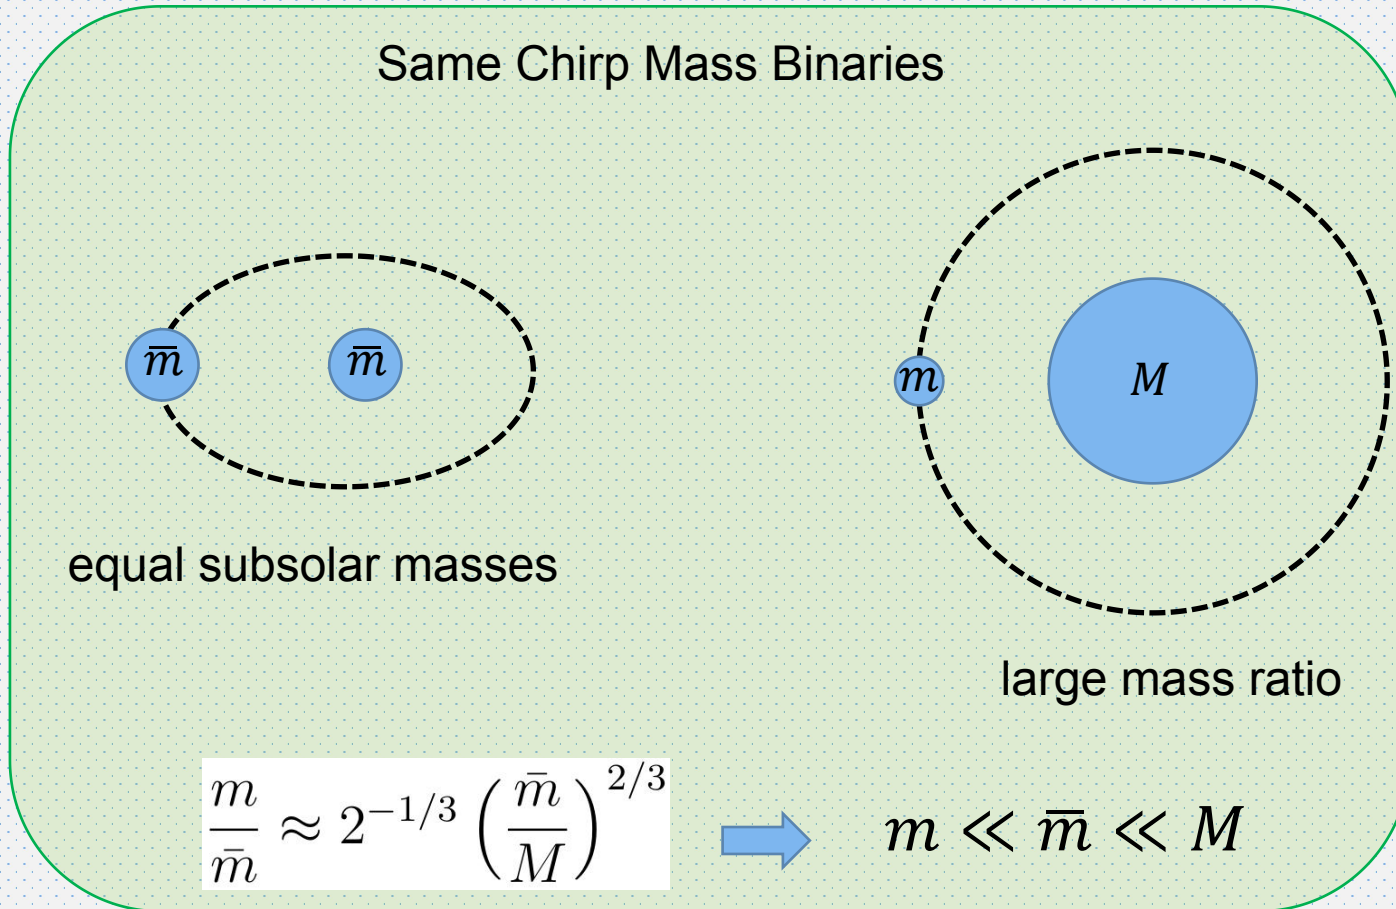 Same Chirp Mass Binaries
m̅ m̅
m M
equal subsolar masses
large mass ratio
m/m̄ ≈ 2^{-1/3} (m̄/M)^{2/3}
m ≪ m̅ ≪ M